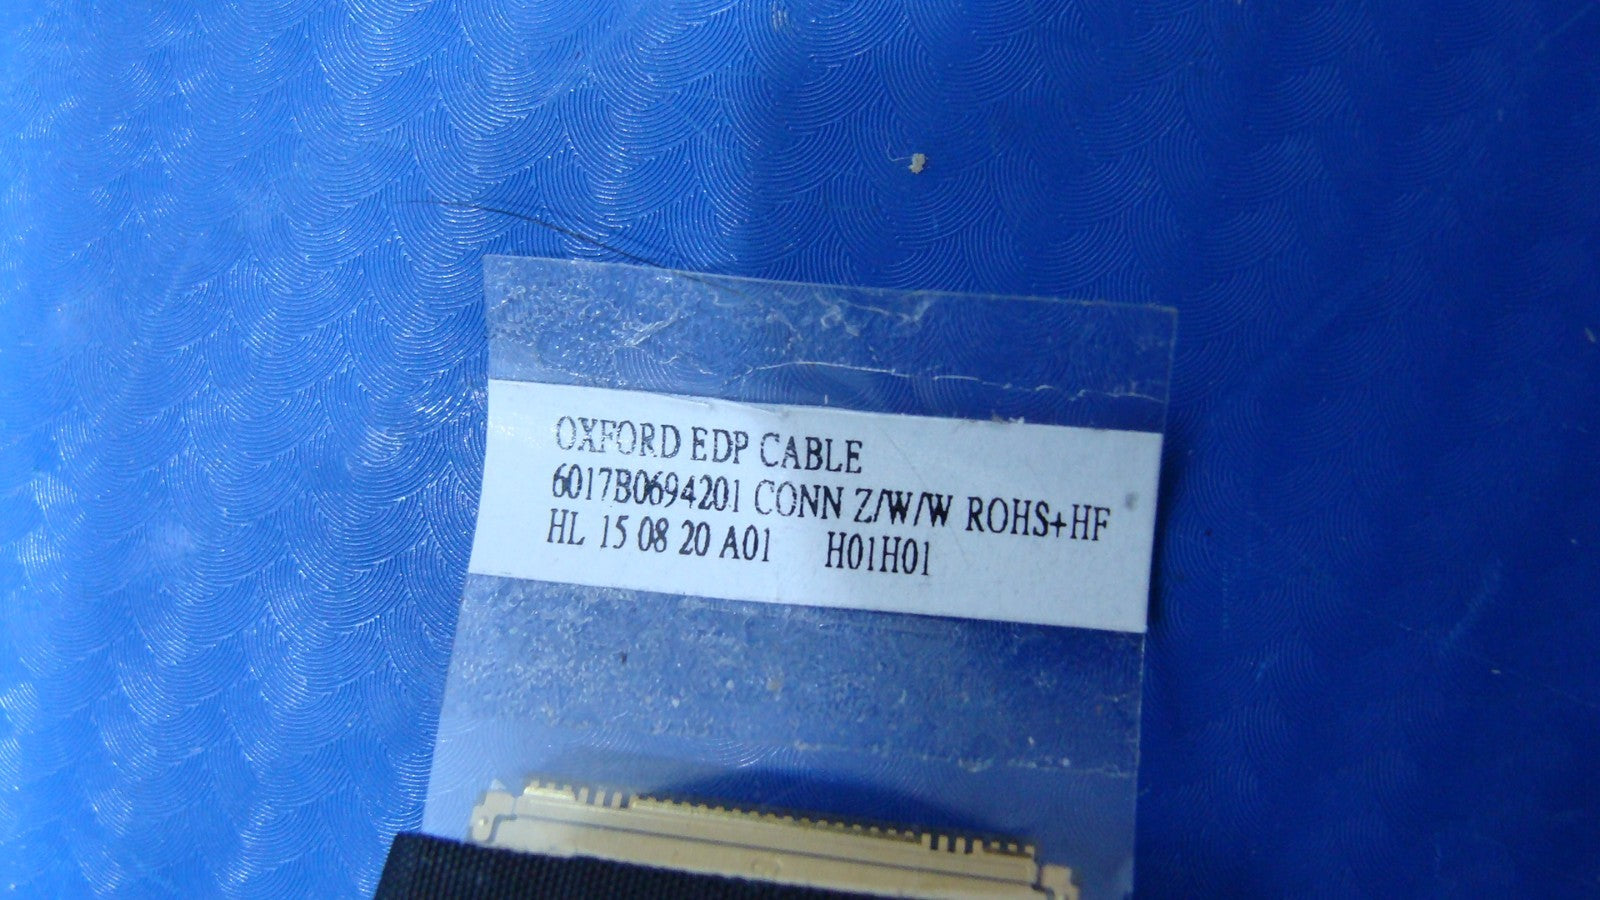 OXFORD EDP CABLE
6017B0694201 CONN Z/W/W ROHS+HF
HL 15 08 20 A01 H01H01